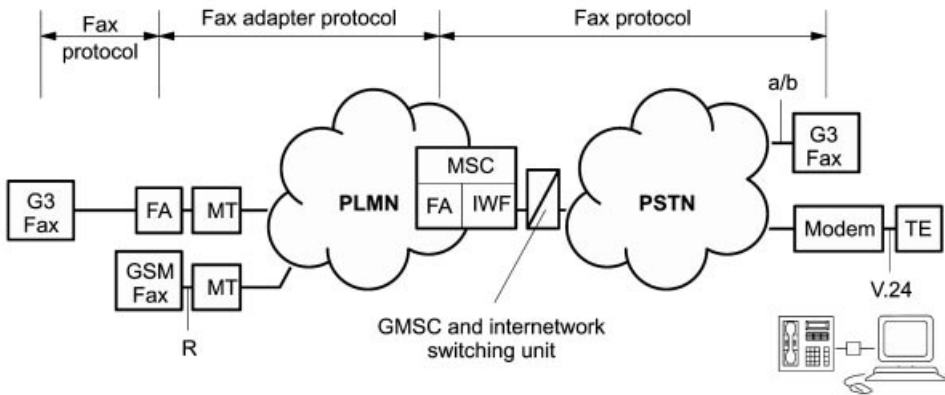 Fax
protocol
Fax adapter protocol
Fax protocol
a/b
G3
Fax
MSC
G3
Fax
FA
MT
PLMN
FA
IWF
PSTN
Modem
TE
GSM
Fax
MT
V.24
R
GMSC and internetwork
switching unit